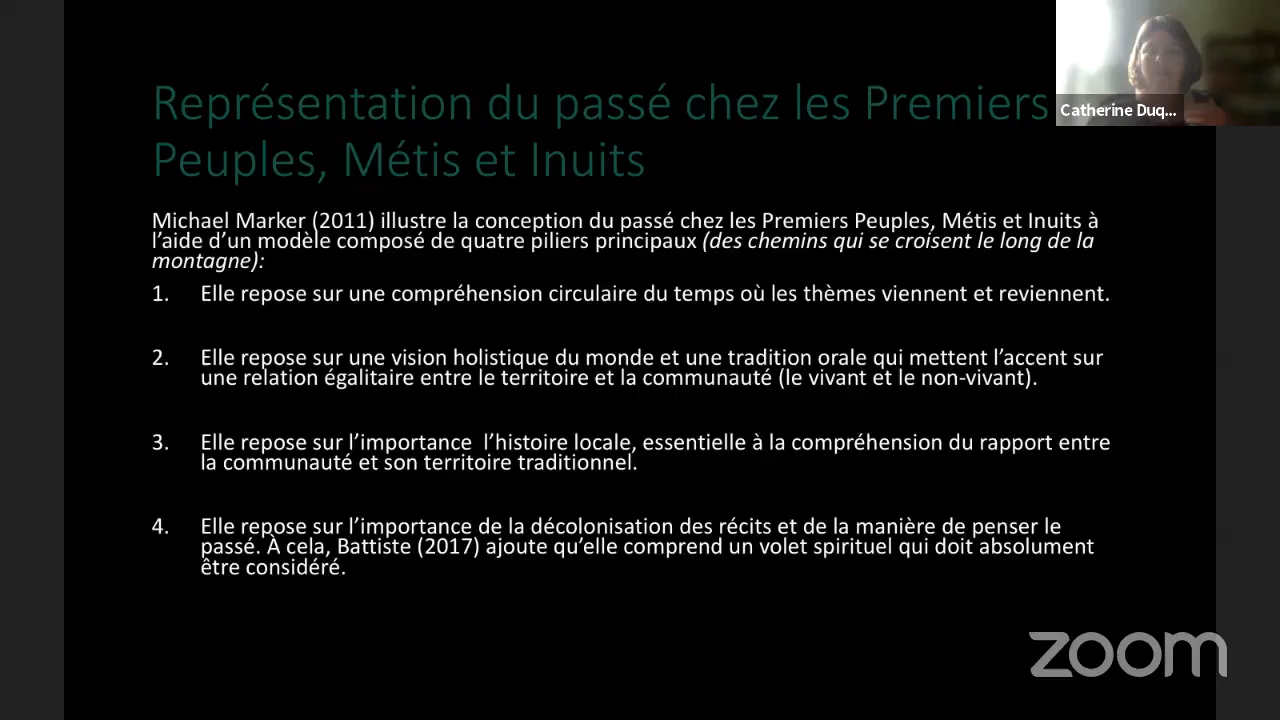 Représentation du passé chez les Premiers
Peuples, Métis et Inuits
Catherine Duq...
Michael Marker (2011) illustre la conception du passé chez les Premiers Peuples, Métis et Inuits à
l’aide d’un modèle composé de quatre piliers principaux (des chemins qui se croisent le long de la
montagne):
1. Elle repose sur une compréhension circulaire du temps où les thèmes viennent et reviennent.
2. Elle repose sur une vision holistique du monde et une tradition orale qui mettent l’accent sur
une relation égalitaire entre le territoire et la communauté (le vivant et le non-vivant).
3. Elle repose sur l’importance  l’histoire locale, essentielle à la compréhension du rapport entre
la communauté et son territoire traditionnel.
4. Elle repose sur l’importance de la décolonisation des récits et de la manière de penser le
passé. À cela, Battiste (2017) ajoute qu’elle comprend un volet spirituel qui doit absolument
être considéré.
zoom